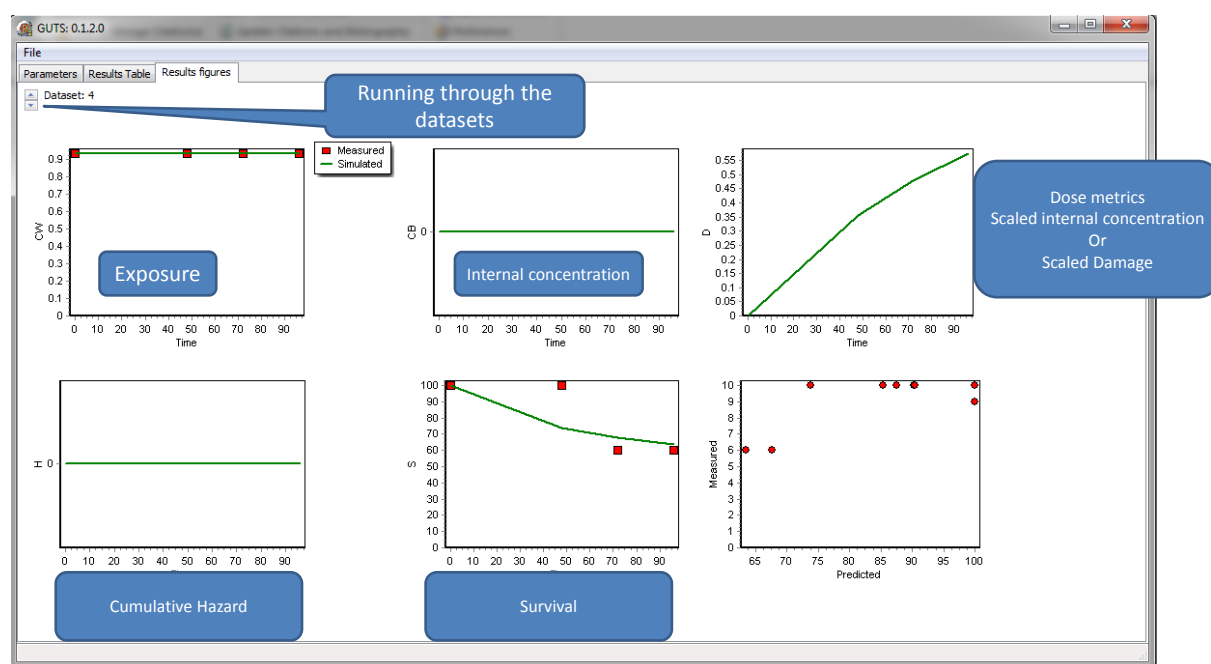 GUTS: 0.1.2.0
File
Parameters Results Table Results figures
Dataset: 4
Running through the
datasets
Measured
Simulated
0.9
0.8
0.7
0.6
0.5
0.4
0.3
0.2
0.1
0
CW
Exposure
0 10 20 30 40 50 60 70 80 90
Time
CB
0
Internal concentration
0 10 20 30 40 50 60 70 80 90
Time
0.55
0.5
0.45
0.4
0.35
0.3
0.25
0.2
0.15
0.1
0.05
0
D
0 10 20 30 40 50 60 70 80 90
Time
Dose metrics
Scaled internal concentration
Or
Scaled Damage
H
0
0 10 20 30 40 50 60 70 80 90
Cumulative Hazard
100
90
80
70
60
50
40
30
20
10
0
S
0 10 20 30 40 50 60 70 80 90
Survival
10
9
8
7
6
5
4
3
2
1
0
Measured
65 70 75 80 85 90 95 100
Predicted